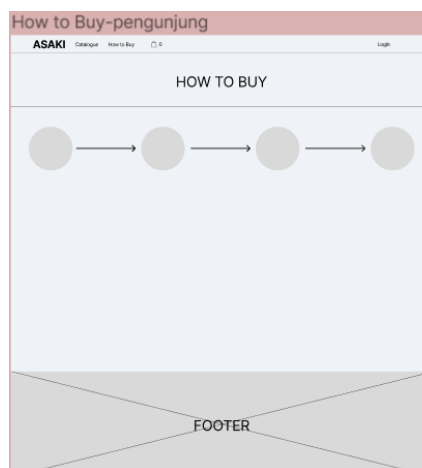 How to Buy-pengunjung
ASAKI Catalogue How to Buy 0 Login
HOW TO BUY
FOOTER